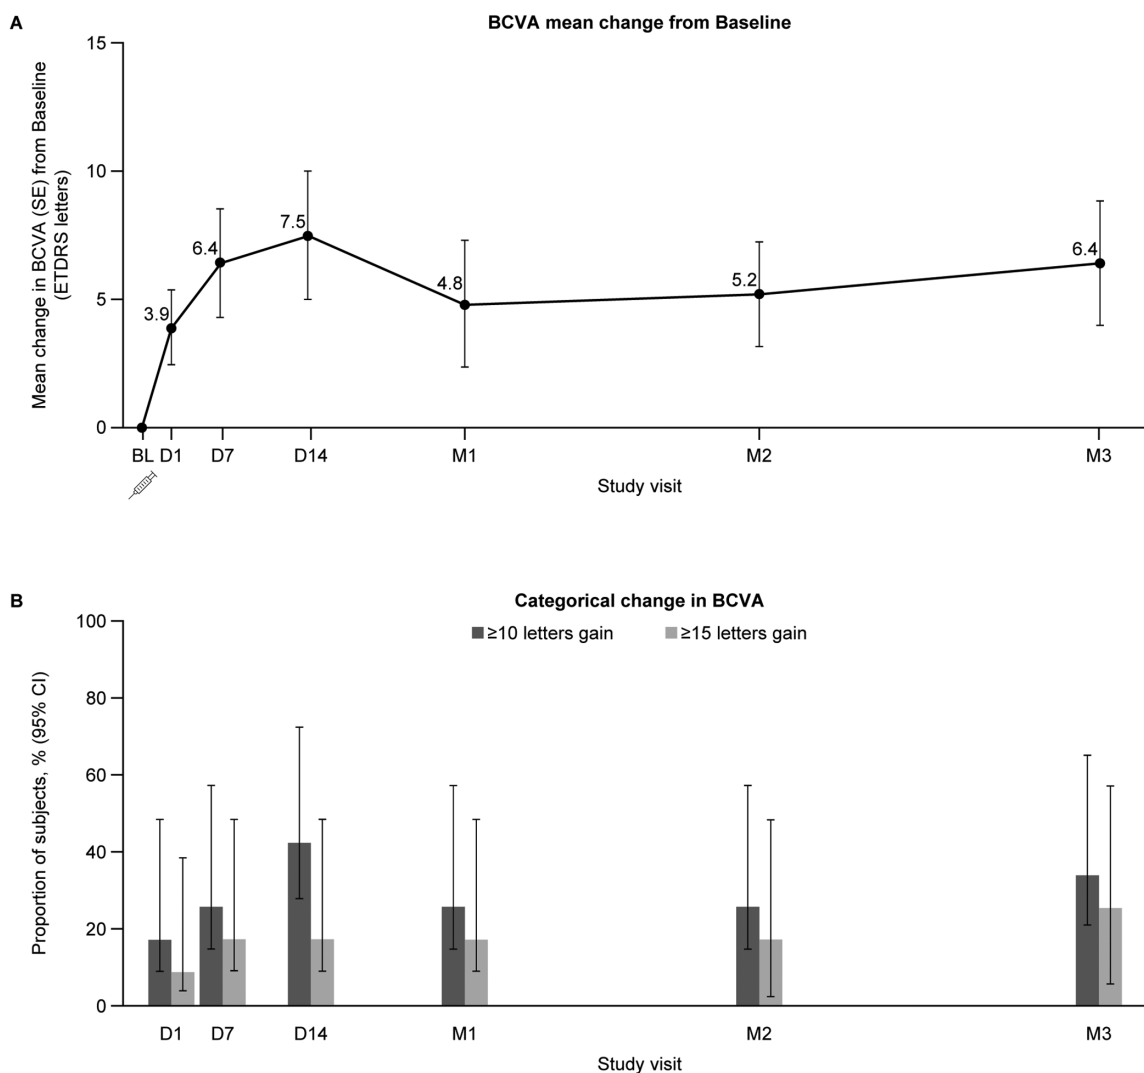 A
BCVA mean change from Baseline
Mean change in BCVA (SE) from Baseline
(ETDRS letters)
15
10
5
0
3.9
6.4
7.5
4.8
5.2
6.4
BL D1 D7 D14 M1 M2 M3
Study visit
B
Categorical change in BCVA
≥10 letters gain ≥15 letters gain
Proportion of subjects, % (95% CI)
100
80
60
40
20
0
D1 D7 D14 M1 M2 M3
Study visit